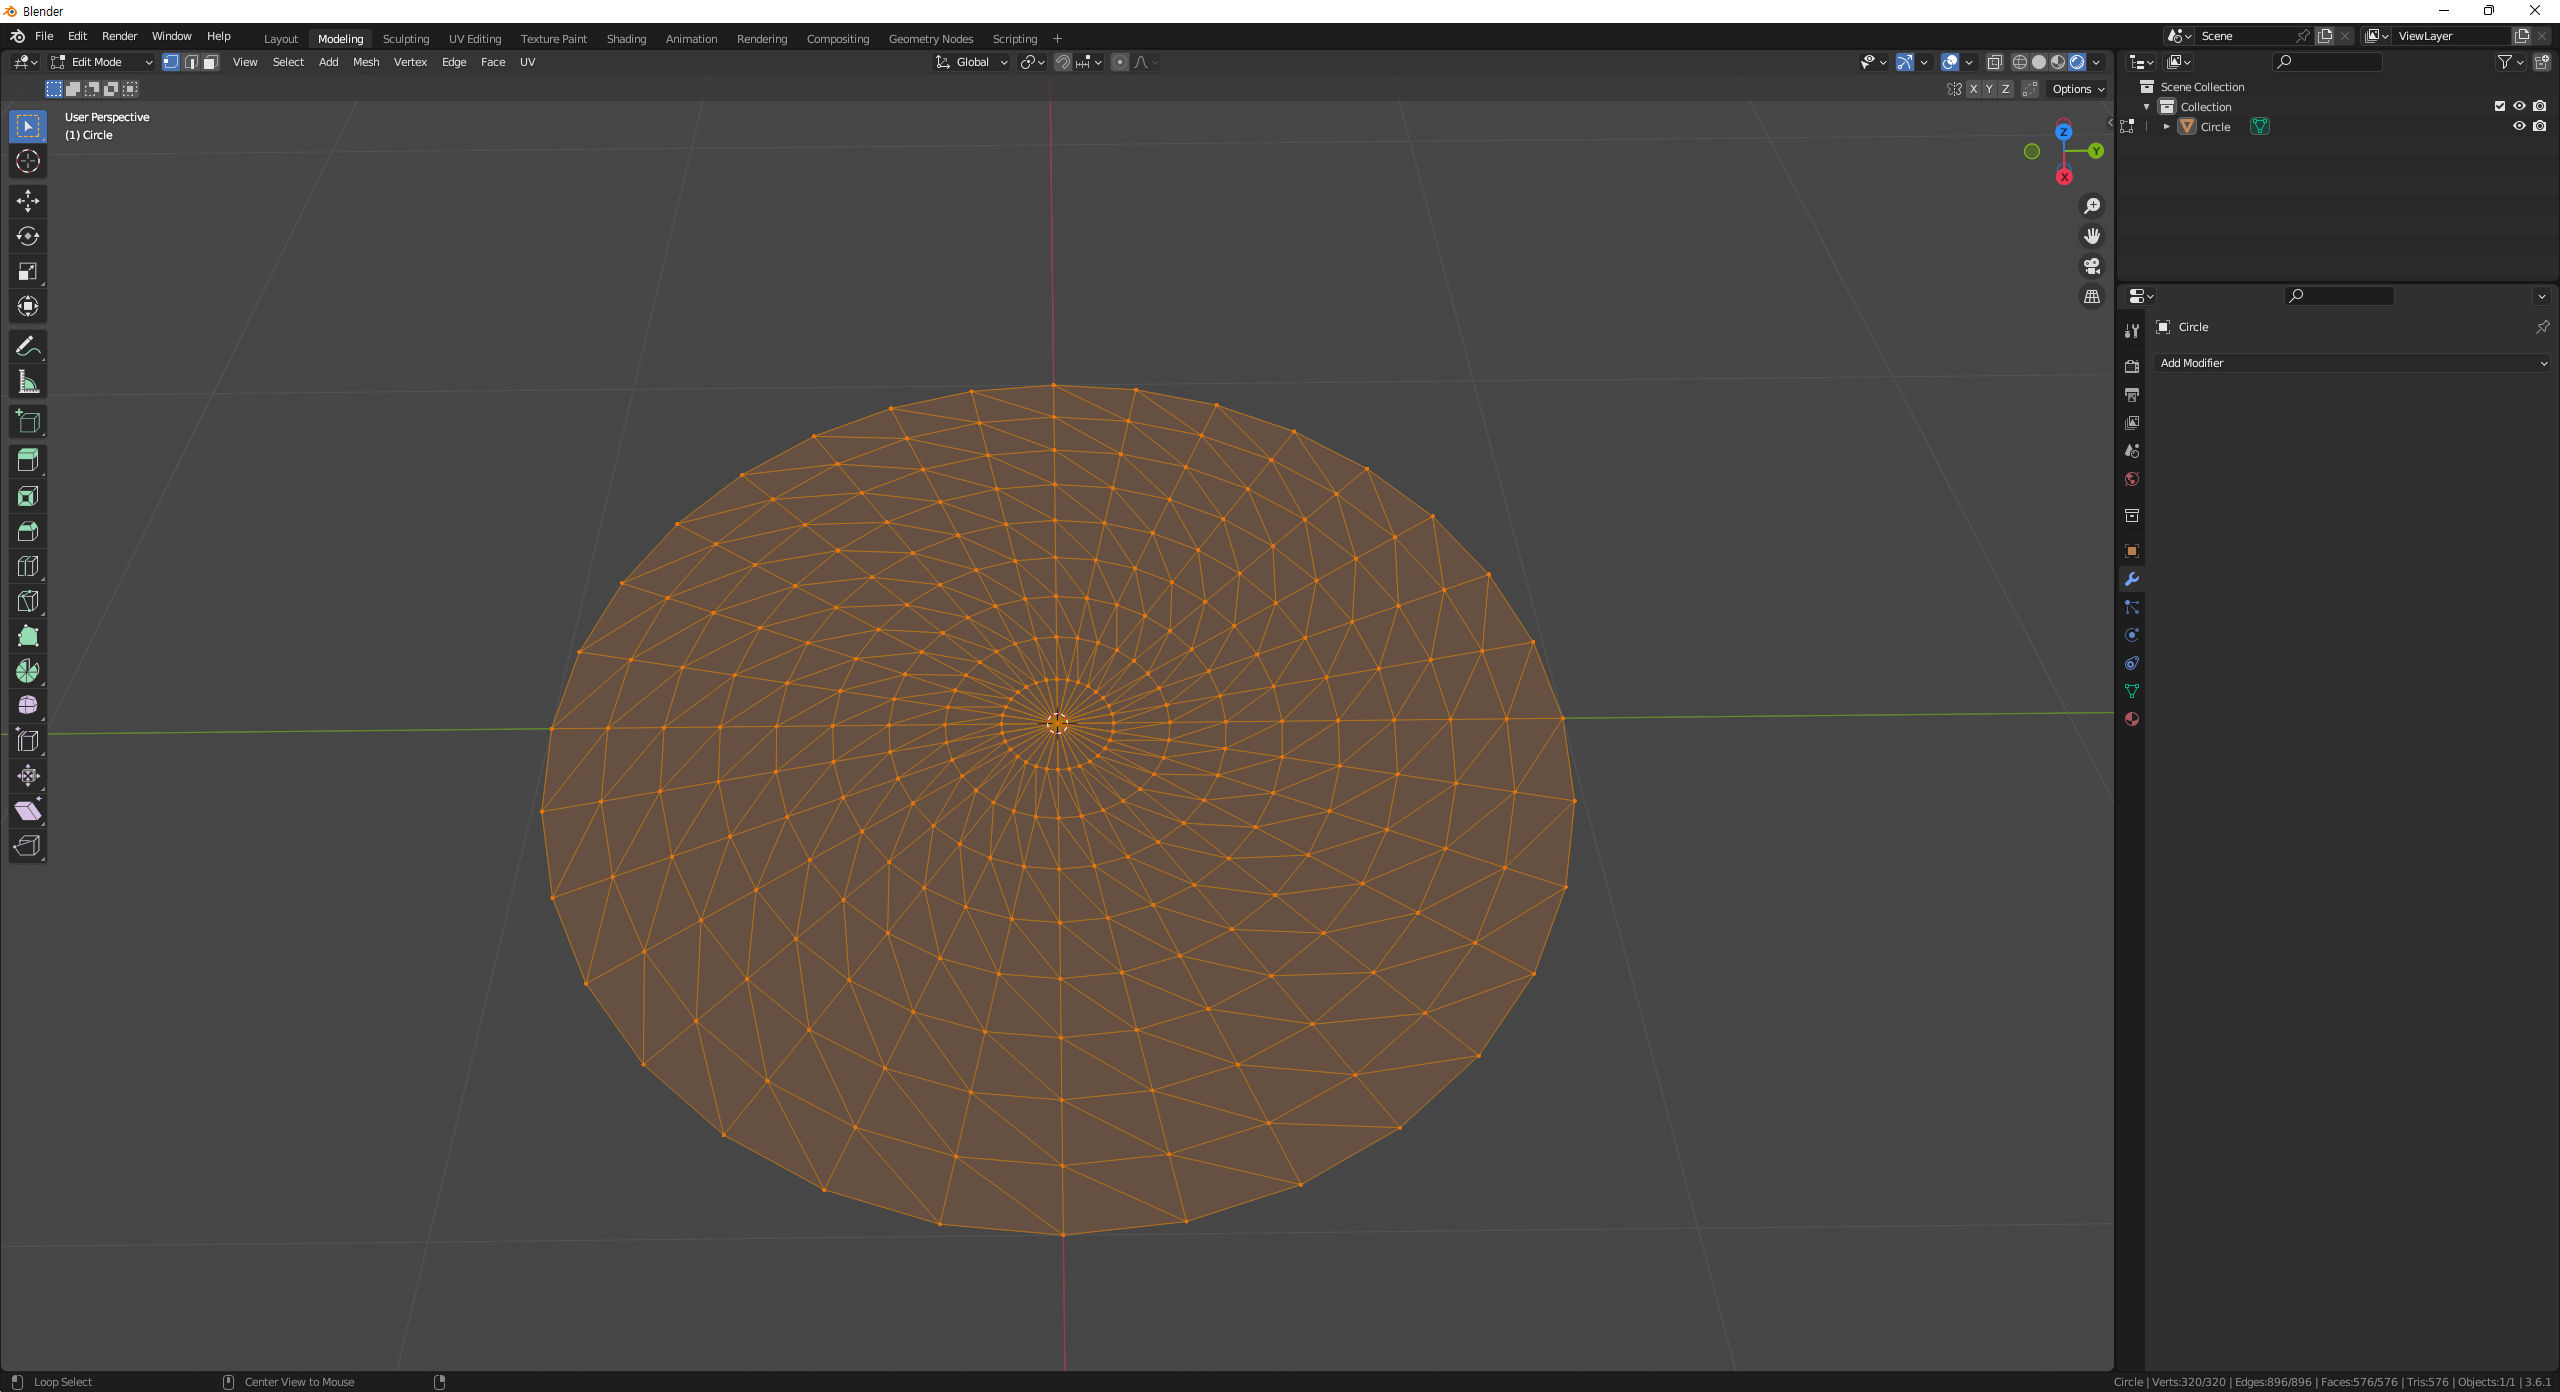 Blender
File Edit Render Window Help Layout Modeling Sculpting UV Editing Texture Paint Shading Animation Rendering Compositing Geometry Nodes Scripting + Scene ViewLayer
Edit Mode View Select Add Mesh Vertex Edge Face UV Global
X Y Z Options
User Perspective
(1) Circle
Z
Y
X
Scene Collection
Collection
Circle
Circle
Add Modifier
Loop Select Center View to Mouse Circle | Verts:320/320 | Edges:896/896 | Faces:576/576 | Tris:576 | Objects:1/1 | 3.6.1